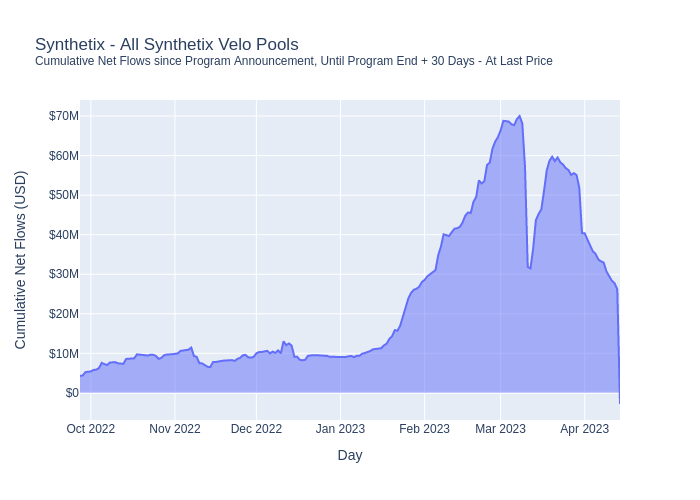 Synthetix - All Synthetix Velo Pools
Cumulative Net Flows since Program Announcement, Until Program End + 30 Days - At Last Price
Cumulative Net Flows (USD)
$70M
$60M
$50M
$40M
$30M
$20M
$10M
$0
Oct 2022 Nov 2022 Dec 2022 Jan 2023 Feb 2023 Mar 2023 Apr 2023
Day